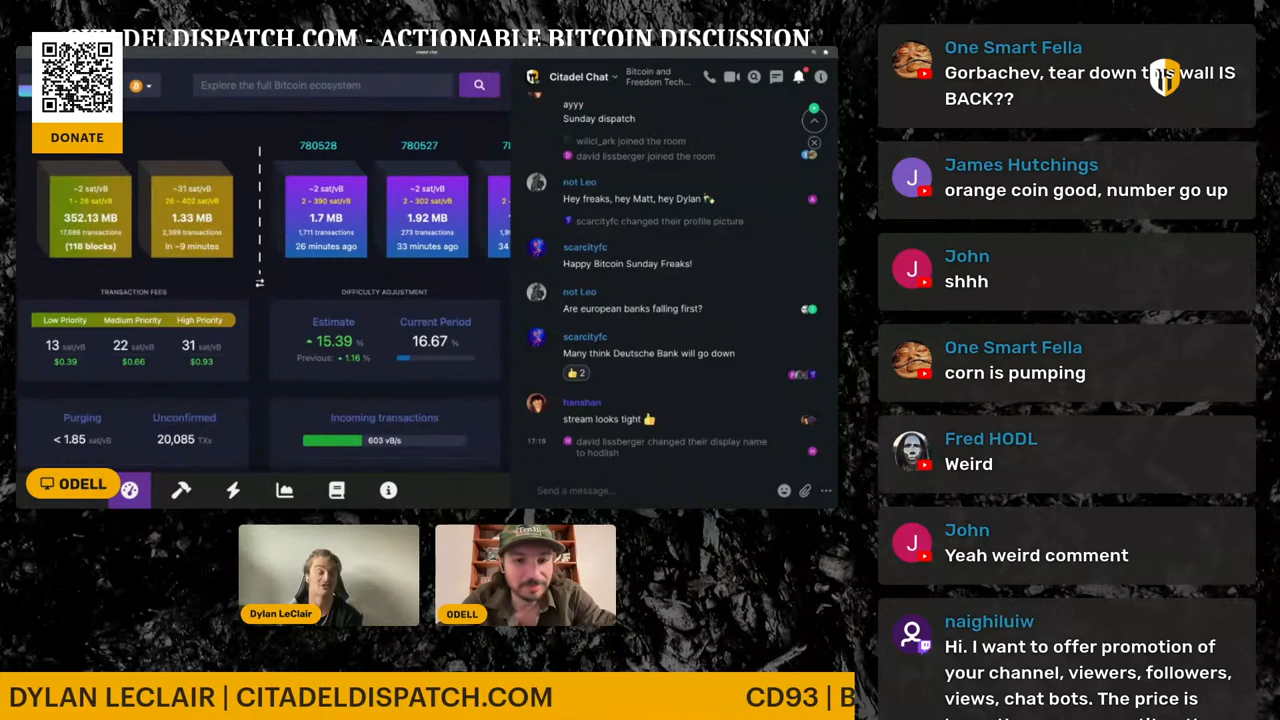 CITADELDISPATCH.COM - ACTIONABLE BITCOIN DISCUSSION
DONATE
Explore the full Bitcoin ecosystem
780528
780527
~2 sat/vB
1 - 26 sat/vB
352.13 MB
17,686 transactions
(118 blocks)
~31 sat/vB
26 - 402 sat/vB
1.33 MB
2,399 transactions
In ~9 minutes
~2 sat/vB
2 - 390 sat/vB
1.7 MB
1,711 transactions
26 minutes ago
~2 sat/vB
2 - 302 sat/vB
1.92 MB
273 transactions
33 minutes ago
34
TRANSACTION FEES
Low Priority
Medium Priority
High Priority
13 sat/vB
22 sat/vB
31 sat/vB
$0.39
$0.66
$0.93
DIFFICULTY ADJUSTMENT
Estimate
Current Period
15.39 %
16.67 %
Previous: 1.16 %
Purging
Unconfirmed
< 1.85 sat/vB
20,085 TXs
Incoming transactions
603 vB/s
ODELL
Citadel Chat
Bitcoin and
Freedom Tech...
ayyy
Sunday dispatch
willcl_ark joined the room
david lissberger joined the room
not Leo
Hey freaks, hey Matt, hey Dylan
scarcityfc changed their profile picture
scarcityfc
Happy Bitcoin Sunday Freaks!
not Leo
Are european banks falling first?
scarcityfc
Many think Deutsche Bank will go down
2
hanshan
stream looks tight
17:19
david lissberger changed their display name
to hodlish
Send a message...
Dylan LeClair
ODELL
DYLAN LECLAIR | CITADELDISPATCH.COM
CD93 | B
One Smart Fella
Gorbachev, tear down this wall IS
BACK??
James Hutchings
orange coin good, number go up
John
shhh
One Smart Fella
corn is pumping
Fred HODL
Weird
John
Yeah weird comment
naighiluiw
Hi. I want to offer promotion of
your channel, viewers, followers,
views, chat bots. The price is